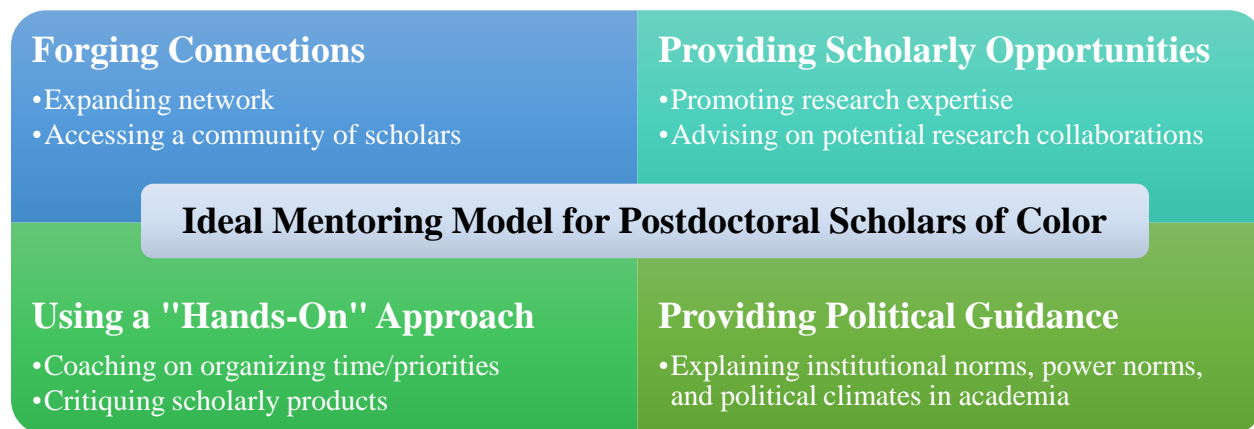 Forging Connections
•Expanding network
•Accessing a community of scholars
Providing Scholarly Opportunities
•Promoting research expertise
•Advising on potential research collaborations
Ideal Mentoring Model for Postdoctoral Scholars of Color
Using a "Hands-On" Approach
•Coaching on organizing time/priorities
•Critiquing scholarly products
Providing Political Guidance
•Explaining institutional norms, power norms,
and political climates in academia